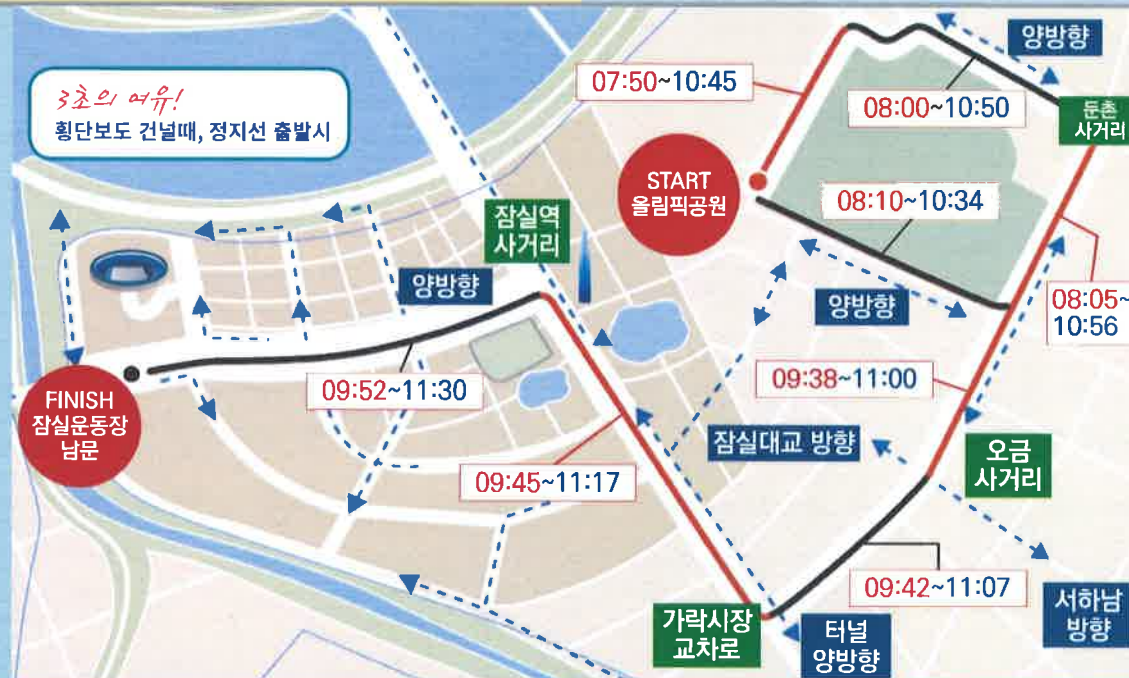 3초의 여유!
횡단보도 건널때, 정지선 출발시
양방향
07:50~10:45
08:00~10:50
둔촌
사거리
START
올림픽공원
08:10~10:34
잠실역
사거리
양방향
양방향
08:05~
10:56
09:52~11:30
09:38~11:00
FINISH
잠실운동장
남문
잠실대교 방향
오금
사거리
09:45~11:17
09:42~11:07
가락시장
교차로
터널
양방향
서하남
방향